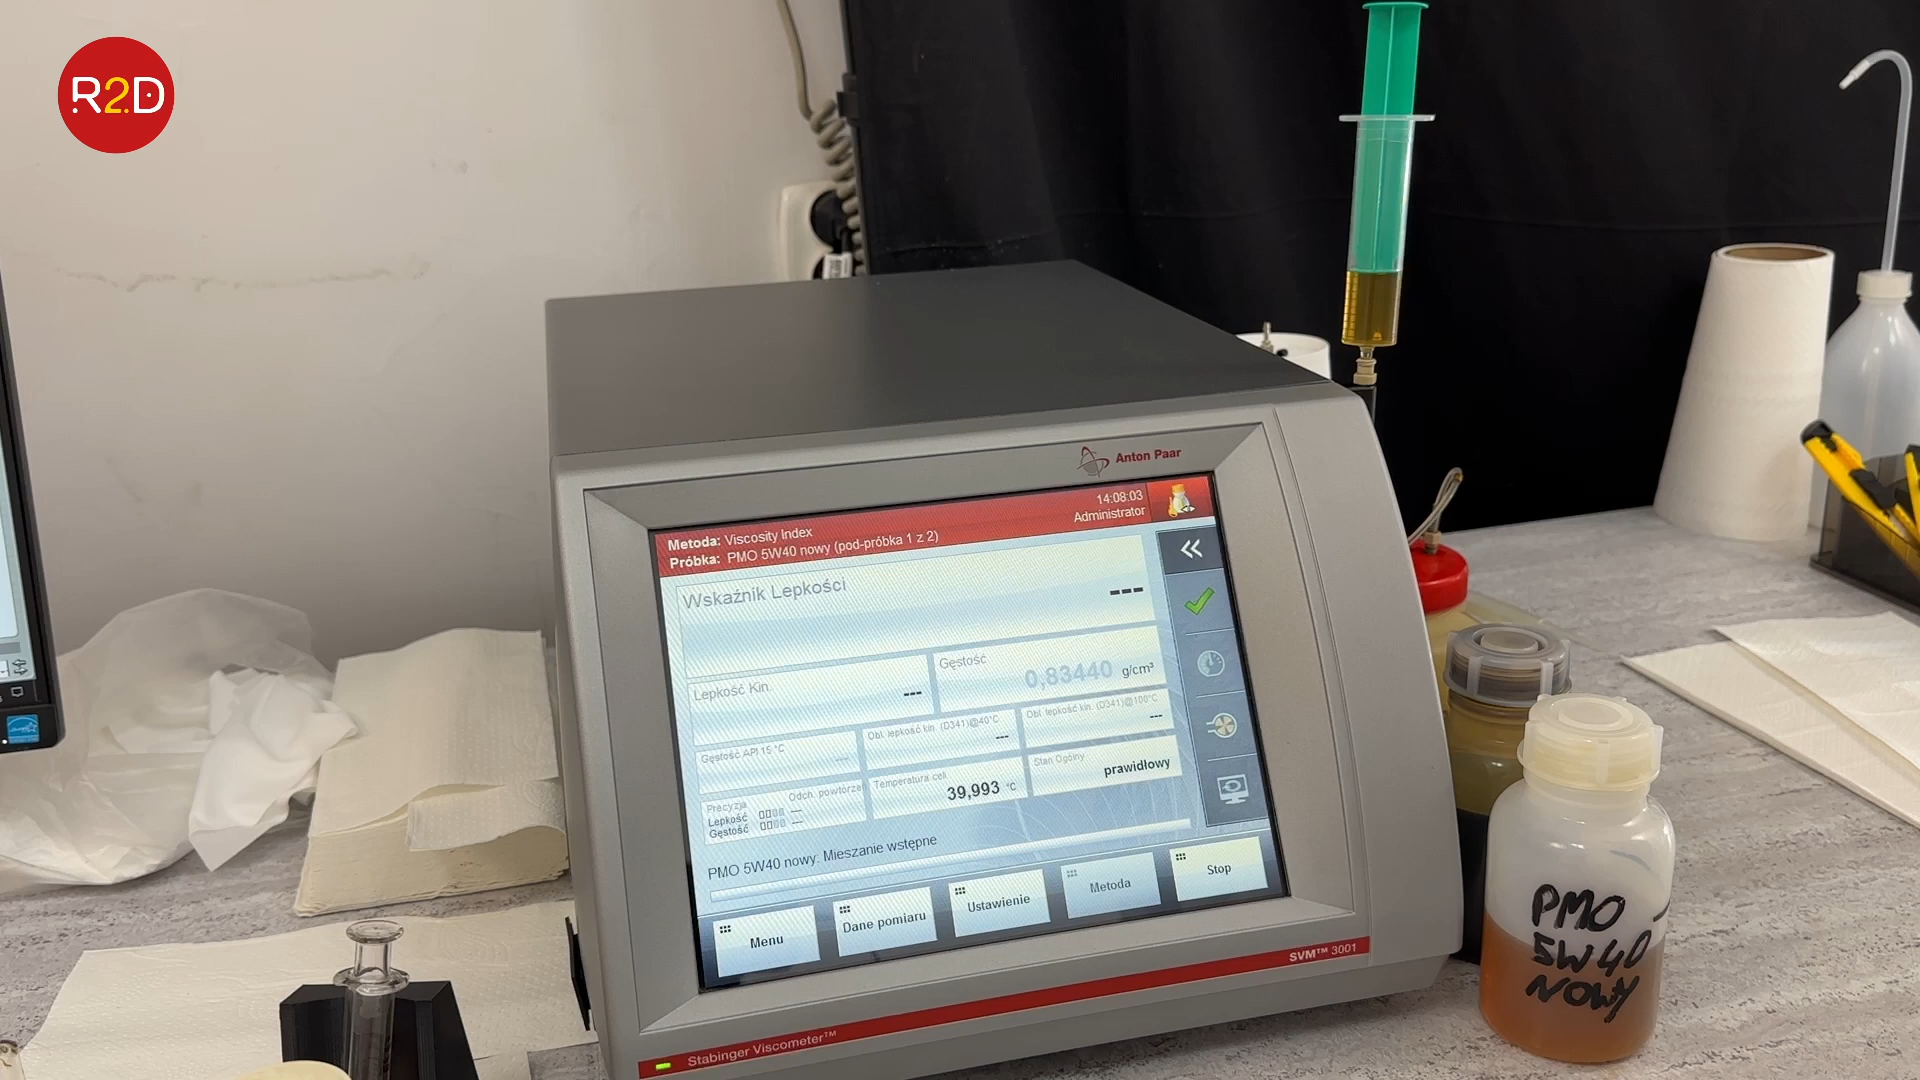 R2D
Anton Paar
14:08:03
Administrator
Metoda: Viscosity Index
Próbka: PMO 5W40 nowy (pod-próbka 1 z 2)
Wskaźnik Lepkości
---
Lepkość Kin.
---
Gęstość
0,83440 g/cm³
Gęstość API 15 °C
---
Obl. lepkość kin. (D341)@40°C
---
Obl. lepkość kin. (D341)@100°C
---
Precyzja
Odch. powtórzeń
Lepkość
Gęstość
Temperatura celi
39,993 °C
Stan Ogólny
prawidłowy
PMO 5W40 nowy: Mieszanie wstępne
Menu
Dane pomiaru
Ustawienie
Metoda
Stop
SVM™ 3001
Stabinger Viscometer™
PMO
5W40
NOWY